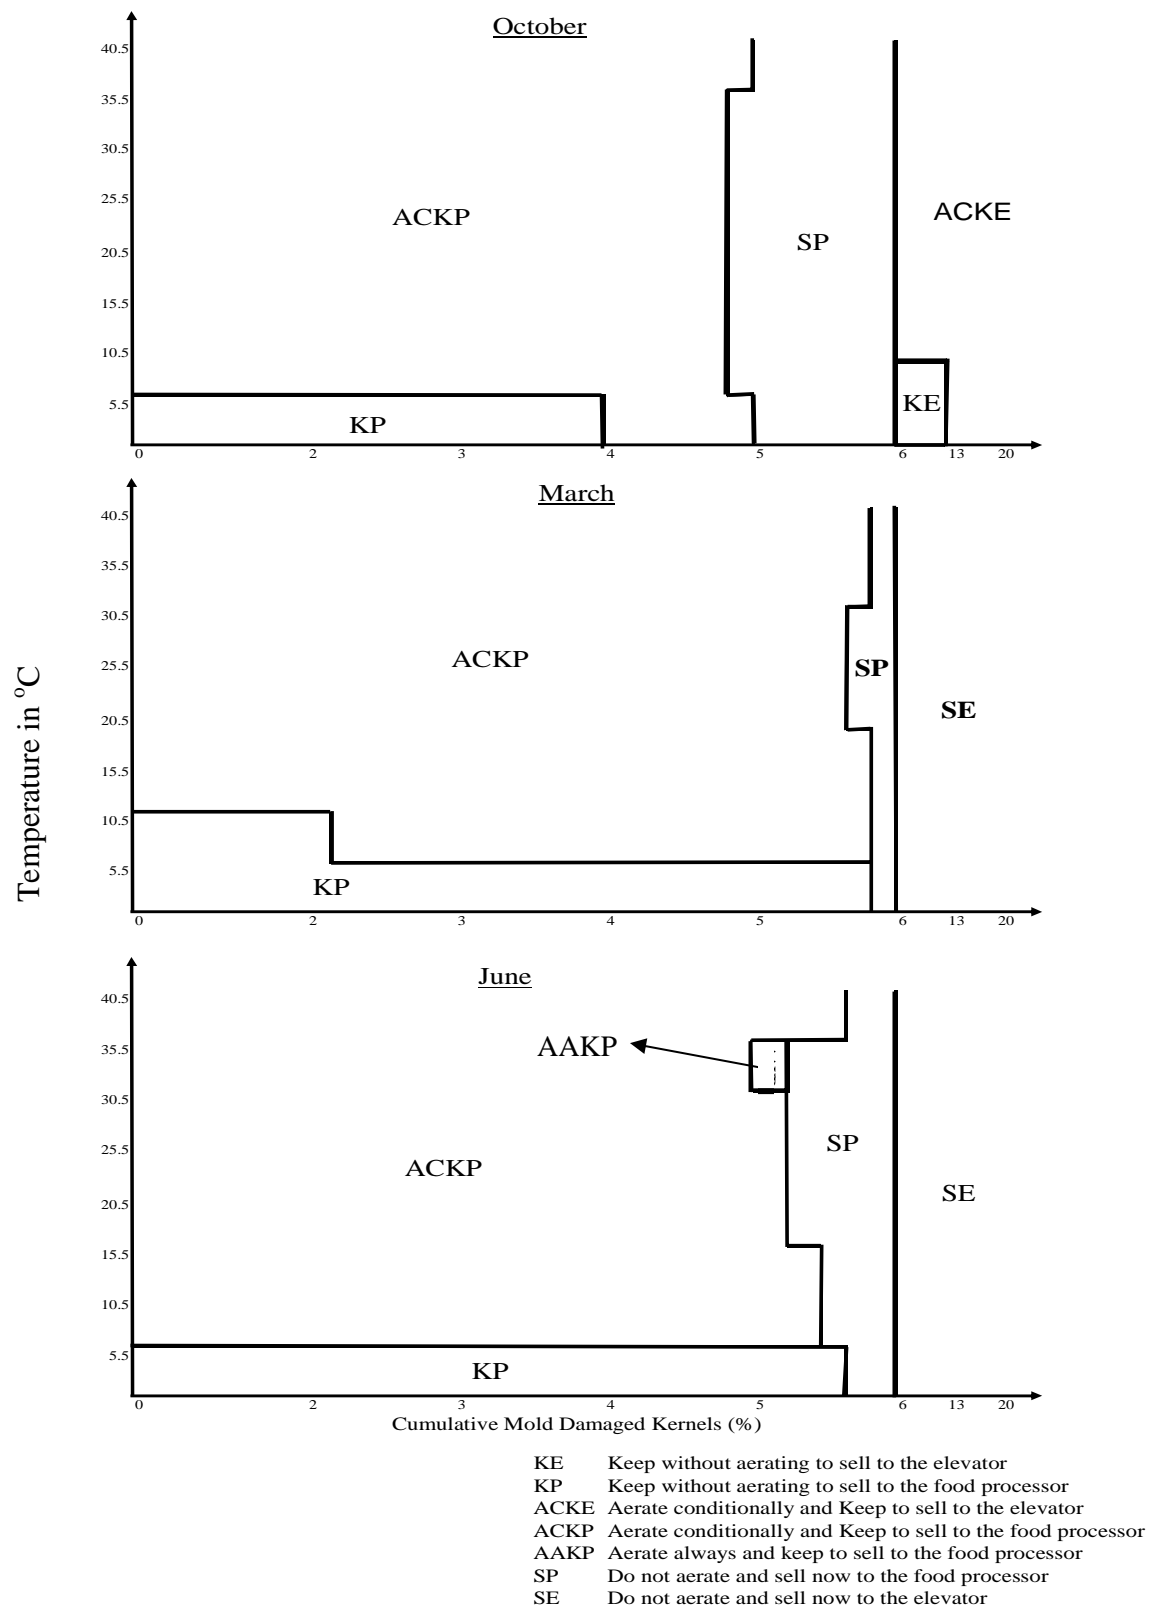 October
40.5
35.5
30.5
25.5
20.5
15.5
10.5
5.5
ACKP
SP
ACKE
KP
KE
0 2 3 4 5 6 13 20
March
40.5
35.5
30.5
25.5
20.5
15.5
10.5
5.5
ACKP
SP
SE
KP
0 2 3 4 5 6 13 20
Temperature in °C
June
40.5
35.5
30.5
25.5
20.5
15.5
10.5
5.5
AAKP
SP
ACKP
SE
KP
0 2 3 4 5 6 13 20
Cumulative Mold Damaged Kernels (%)
KE Keep without aerating to sell to the elevator
KP Keep without aerating to sell to the food processor
ACKE Aerate conditionally and Keep to sell to the elevator
ACKP Aerate conditionally and Keep to sell to the food processor
AAKP Aerate always and keep to sell to the food processor
SP Do not aerate and sell now to the food processor
SE Do not aerate and sell now to the elevator